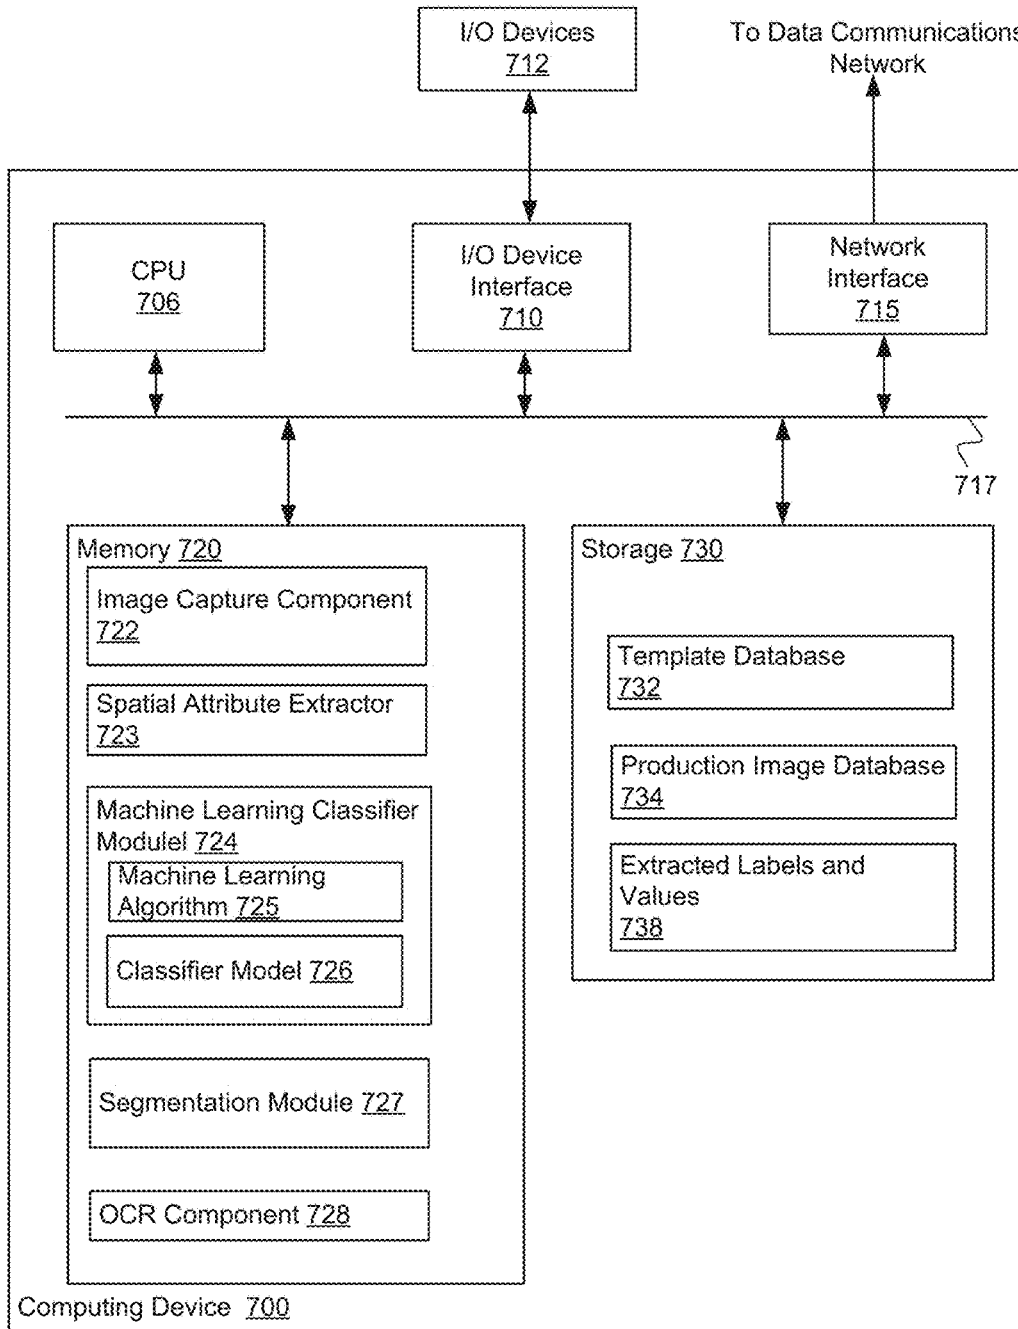 I/O Devices
712
To Data Communications
Network
CPU
706
I/O Device
Interface
710
Network
Interface
715
717
Memory 720
Image Capture Component
722
Spatial Attribute Extractor
723
Machine Learning Classifier
Modulel 724
Machine Learning
Algorithm 725
Classifier Model 726
Segmentation Module 727
OCR Component 728
Storage 730
Template Database
732
Production Image Database
734
Extracted Labels and
Values
738
Computing Device 700